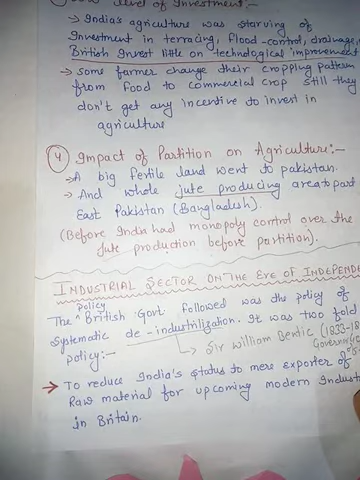 level of Investment:-
→ India's agriculture was starving of
Investment in terracing, flood-control, drainage,
British Invest little on technological improvement
→ Some farmer change their cropping pattern
from food to commercial crop still they
don't get any incentive to invest in
agriculture
④ Impact of Partition on Agriculture:-
→ A big fertile land went to pakistan.
→ And whole jute producing area to part
East Pakistan (Bangladesh).
(Before India had monopoly control over the
jute production before partition).
INDUSTRIAL SECTOR ON THE EVE OF INDEPEND
The ^policy British Govt followed was the policy of
systematic de-industrilization. It was two fold
policy:-
→ Sir William Bentic (1833-18
Governer
→ To reduce India's status to mere exporter of
Raw material for upcoming modern Indust
in Britain.